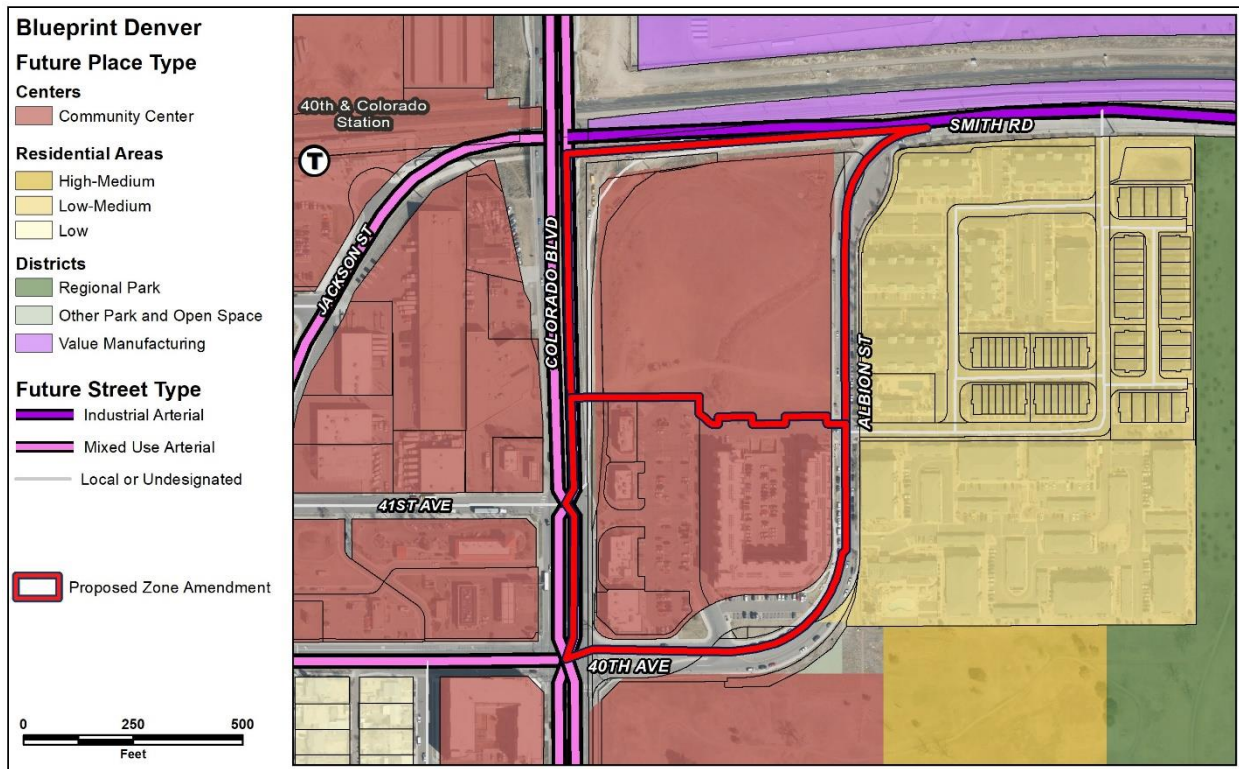 Blueprint Denver
Future Place Type
Centers
Community Center
Residential Areas
High-Medium
Low-Medium
Low
Districts
Regional Park
Other Park and Open Space
Value Manufacturing
Future Street Type
Industrial Arterial
Mixed Use Arterial
Local or Undesignated
Proposed Zone Amendment
0 250 500
Feet
40th & Colorado
Station
T
SMITH RD
JACKSON ST
COLORADO BLVD
ALBION ST
41ST AVE
40TH AVE